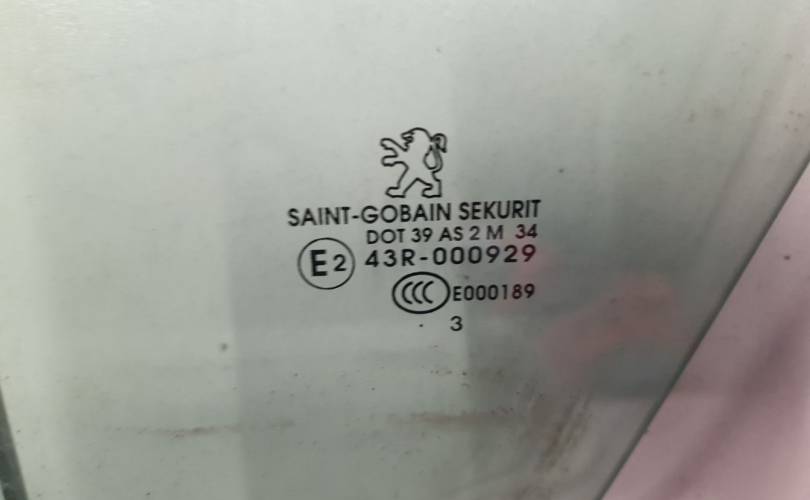 SAINT-GOBAIN SEKURIT
DOT 39 AS 2 M 34
E2 43R-000929
CCC E000189
. 3